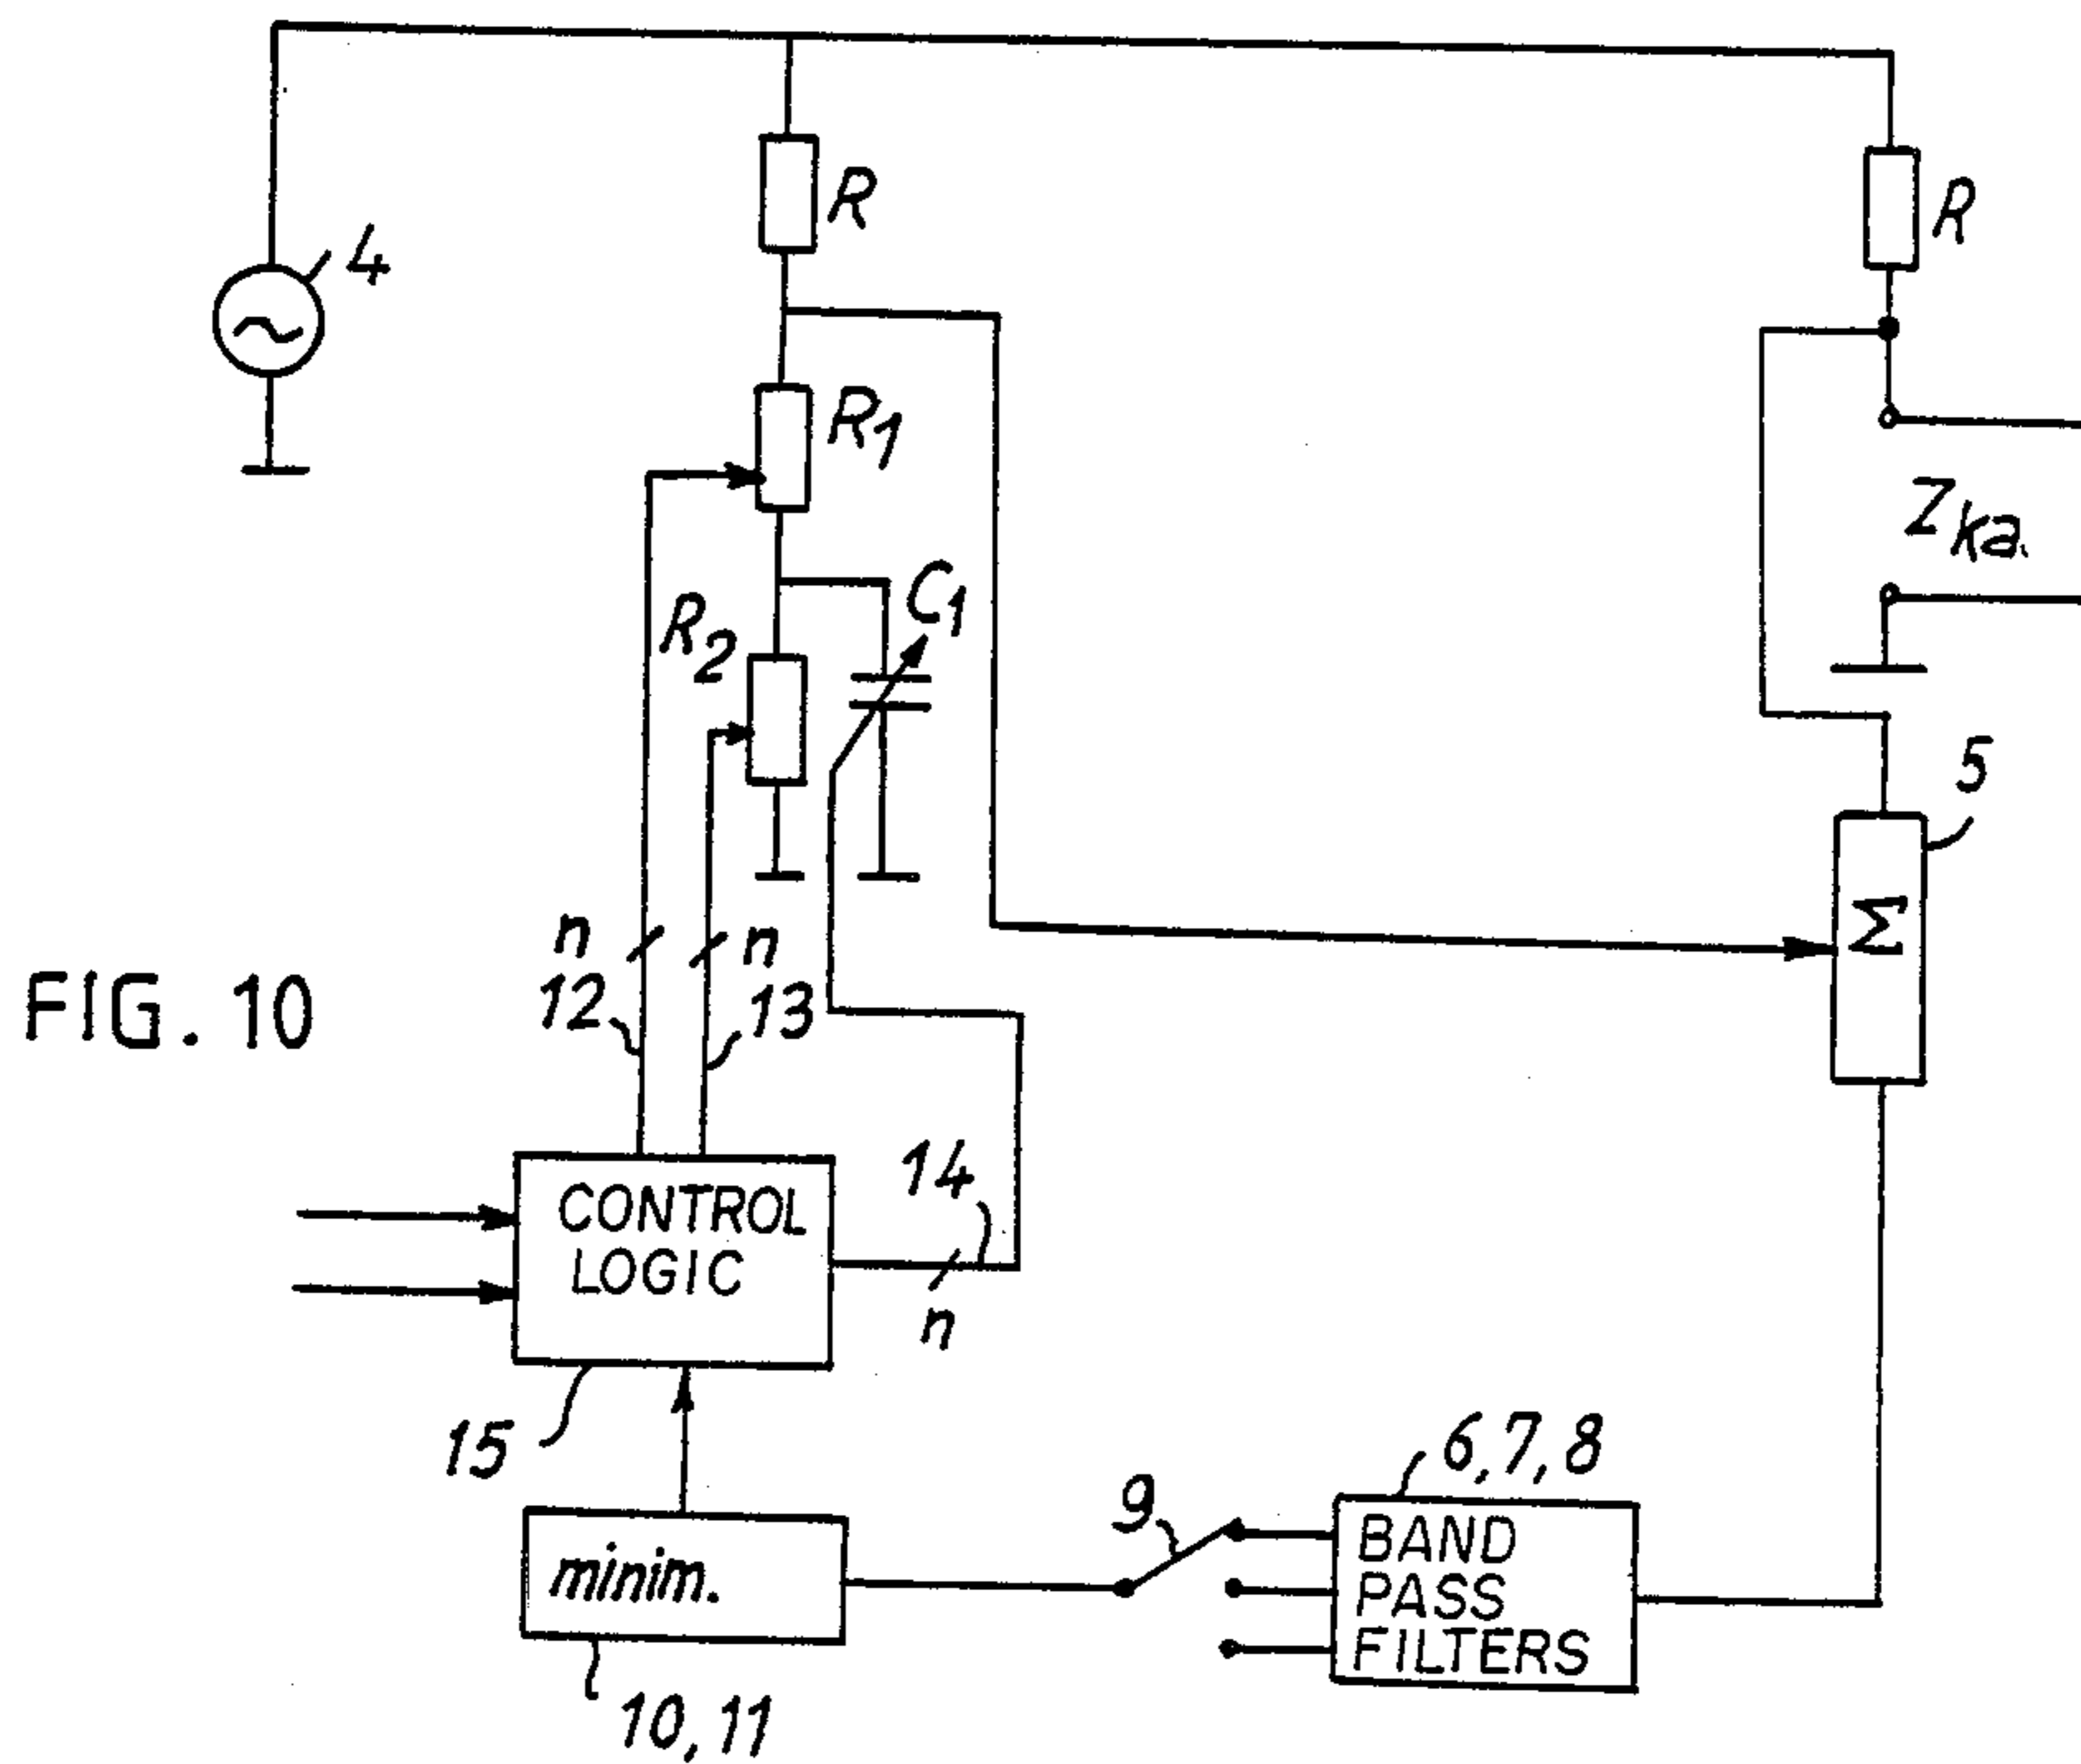 R
R
4
R1
Zka
C1
R2
5
Σ
n
n
12
13
FIG. 10
14
CONTROL
LOGIC
n
15
6,7,8
9
BAND
PASS
FILTERS
minim.
10,11